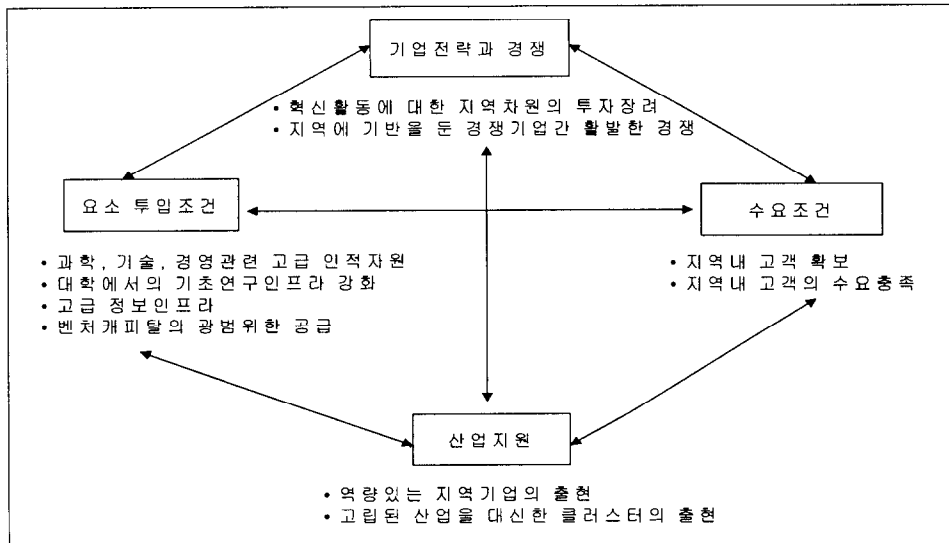 기업전략과 경쟁
• 혁신활동에 대한 지역차원의 투자장려
• 지역에 기반을 둔 경쟁기업간 활발한 경쟁
요소 투입조건
수요조건
• 과학, 기술, 경영관련 고급 인적자원
• 대학에서의 기초연구인프라 강화
• 고급 정보인프라
• 벤처캐피탈의 광범위한 공급
• 지역내 고객 확보
• 지역내 고객의 수요충족
산업지원
• 역량있는 지역기업의 출현
• 고립된 산업을 대신한 클러스터의 출현